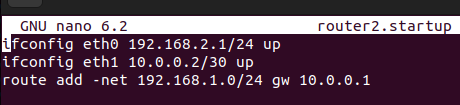 GNU nano 6.2 router2.startup
ifconfig eth0 192.168.2.1/24 up
ifconfig eth1 10.0.0.2/30 up
route add -net 192.168.1.0/24 gw 10.0.0.1